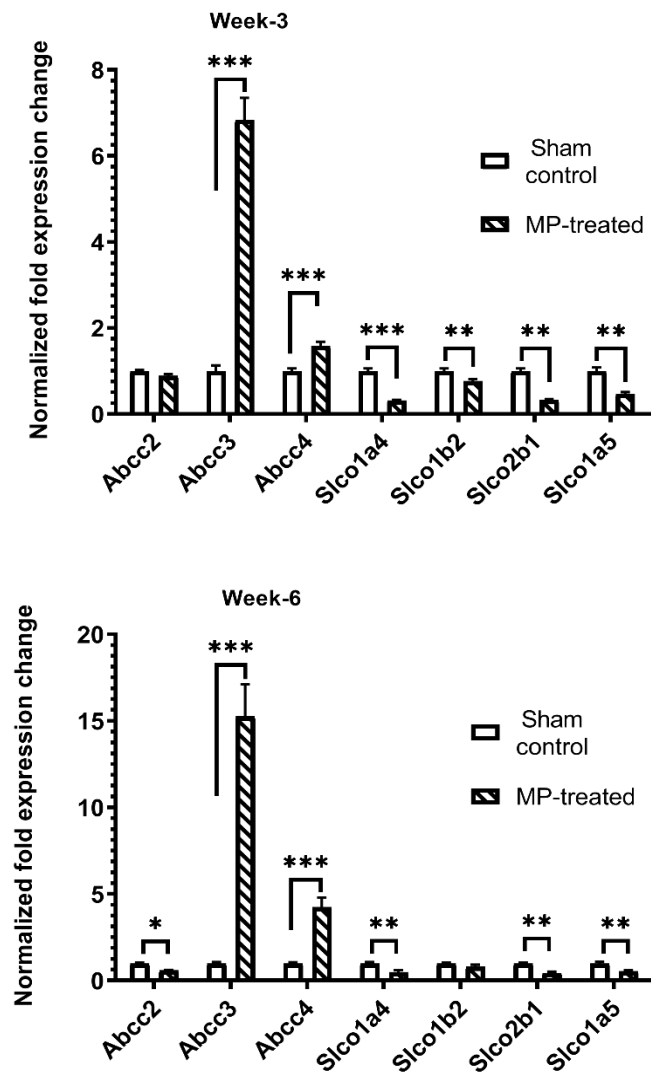 Week-3
Normalized fold expression change
8
6
4
2
0
***
***
***
**
**
**
Sham
control
MP-treated
Abcc2
Abcc3
Abcc4
Slco1a4
Slco1b2
Slco2b1
Slco1a5
Week-6
Normalized fold expression change
20
15
10
5
0
*
***
***
**
**
**
Sham
control
MP-treated
Abcc2
Abcc3
Abcc4
Slco1a4
Slco1b2
Slco2b1
Slco1a5